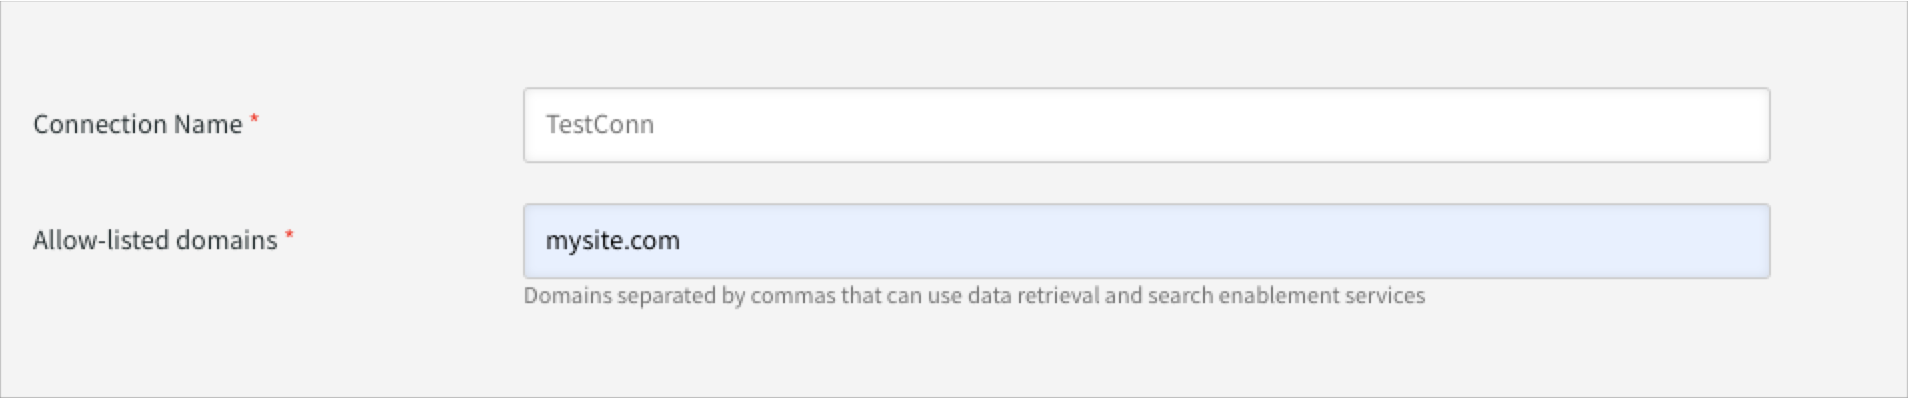 Connection Name * TestConn
Allow-listed domains * mysite.com
Domains separated by commas that can use data retrieval and search enablement services